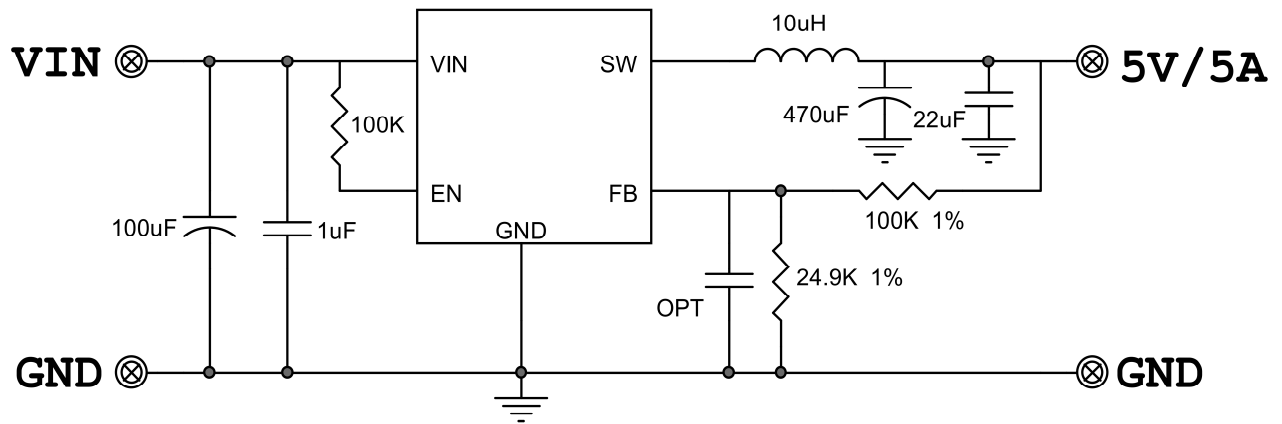 10uH
VIN
VIN
SW
5V/5A
100K
470uF
22uF
EN
FB
100K 1%
100uF
1uF
GND
24.9K 1%
OPT
GND
GND